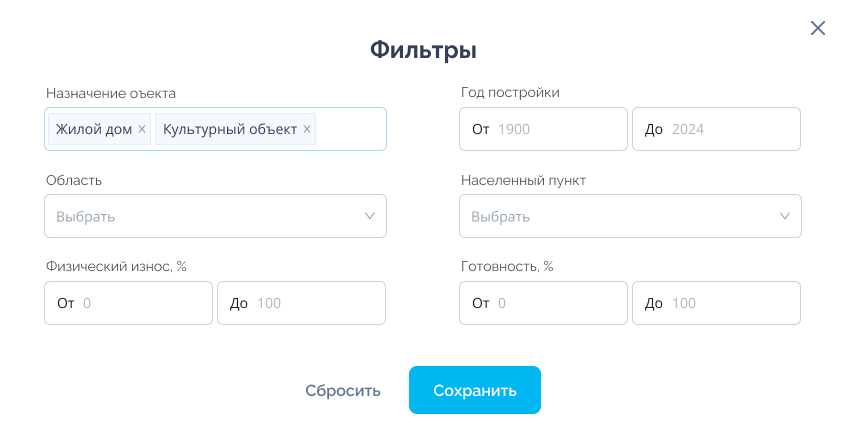 Фильтры
Назначение оъекта
Год постройки
Жилой дом × Культурный объект ×
От 1900
До 2024
Область
Населенный пункт
Выбрать
Выбрать
Физический износ, %
Готовность, %
От 0
До 100
От 0
До 100
Сбросить
Сохранить